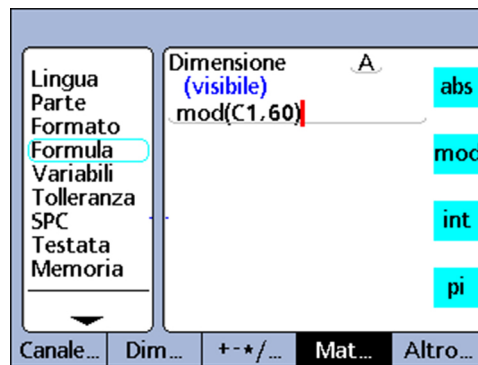 Lingua
Parte
Formato
Formula
Variabili
Tolleranza
SPC
Testata
Memoria
Dimensione A
(visibile)
mod(C1,60)
abs
mod
int
pi
Canale... Dim... +-*/... Mat... Altro...